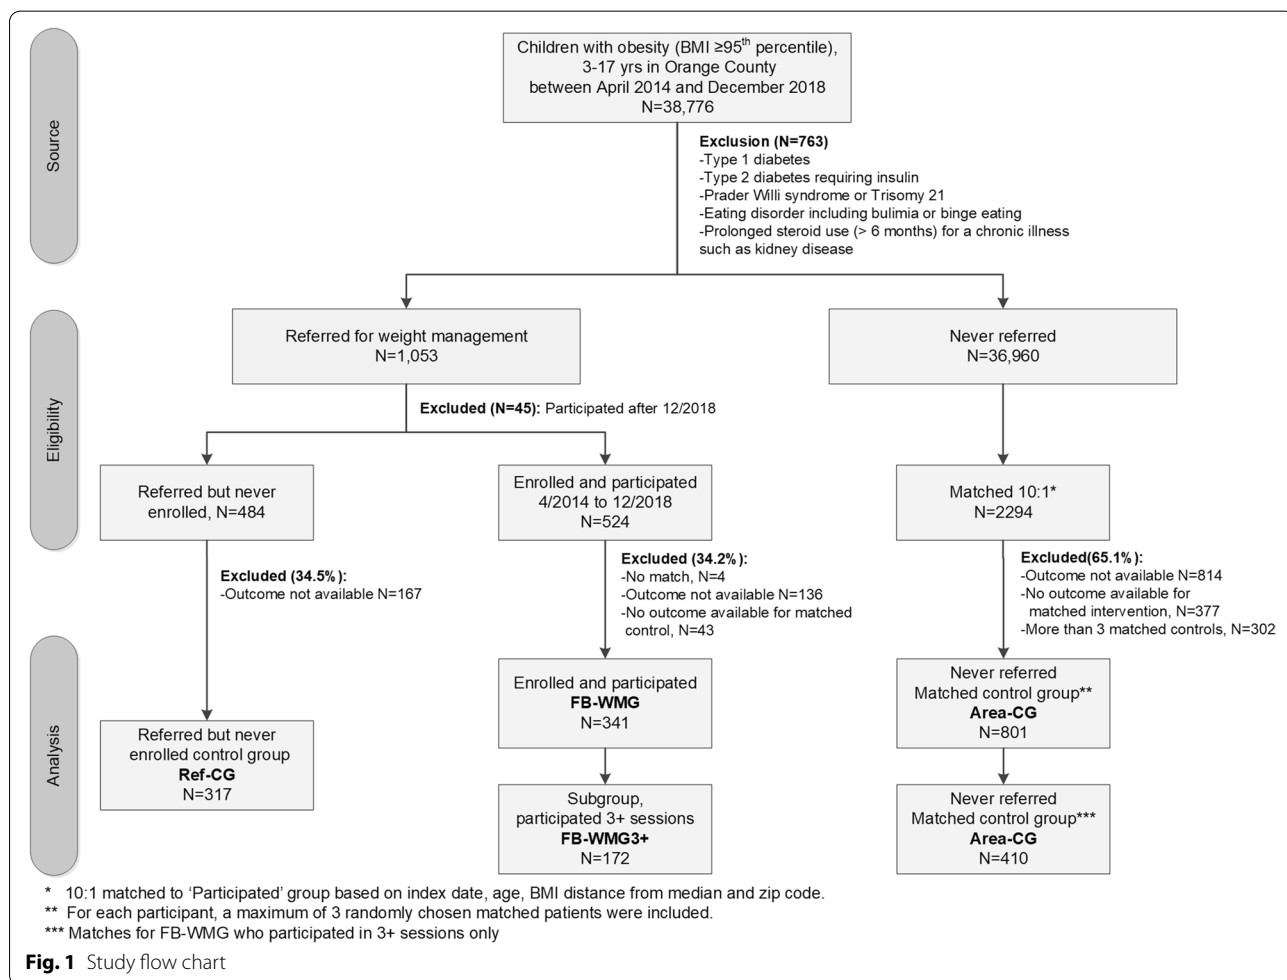 Source
Children with obesity (BMI ≥95th percentile),
3-17 yrs in Orange County
between April 2014 and December 2018
N=38,776
Exclusion (N=763)
-Type 1 diabetes
-Type 2 diabetes requiring insulin
-Prader Willi syndrome or Trisomy 21
-Eating disorder including bulimia or binge eating
-Prolonged steroid use (> 6 months) for a chronic illness
such as kidney disease
Eligibility
Referred for weight management
N=1,053
Never referred
N=36,960
Excluded (N=45): Participated after 12/2018
Referred but never
enrolled, N=484
Enrolled and participated
4/2014 to 12/2018
N=524
Matched 10:1*
N=2294
Excluded (34.5%):
-Outcome not available N=167
Excluded (34.2%):
-No match, N=4
-Outcome not available N=136
-No outcome available for matched
control, N=43
Excluded(65.1%):
-Outcome not available N=814
-No outcome available for
matched intervention, N=377
-More than 3 matched controls, N=302
Analysis
Referred but never
enrolled control group
Ref-CG
N=317
Enrolled and participated
FB-WMG
N=341
Never referred
Matched control group**
Area-CG
N=801
Subgroup,
participated 3+ sessions
FB-WMG3+
N=172
Never referred
Matched control group***
Area-CG
N=410
* 10:1 matched to ‘Participated’ group based on index date, age, BMI distance from median and zip code.
** For each participant, a maximum of 3 randomly chosen matched patients were included.
*** Matches for FB-WMG who participated in 3+ sessions only
Fig. 1 Study flow chart